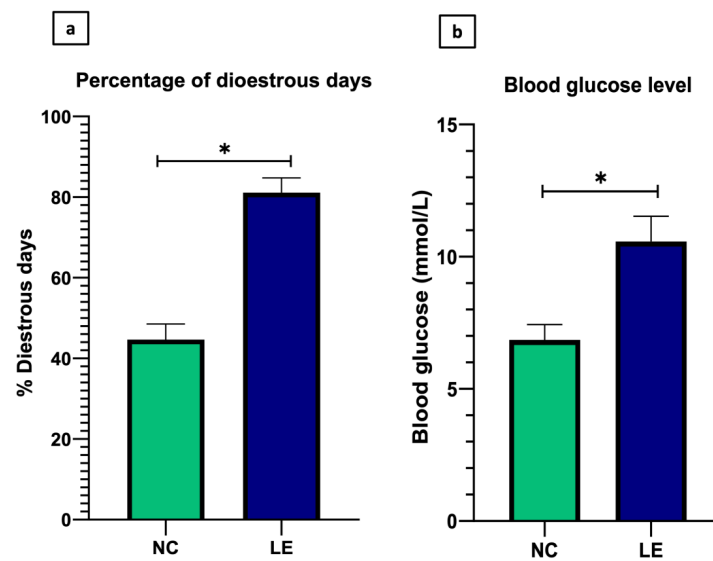 a
Percentage of dioestrous days
% Diestrous days
100
80
60
40
20
0
*
NC
LE
b
Blood glucose level
Blood glucose (mmol/L)
15
10
5
0
*
NC
LE